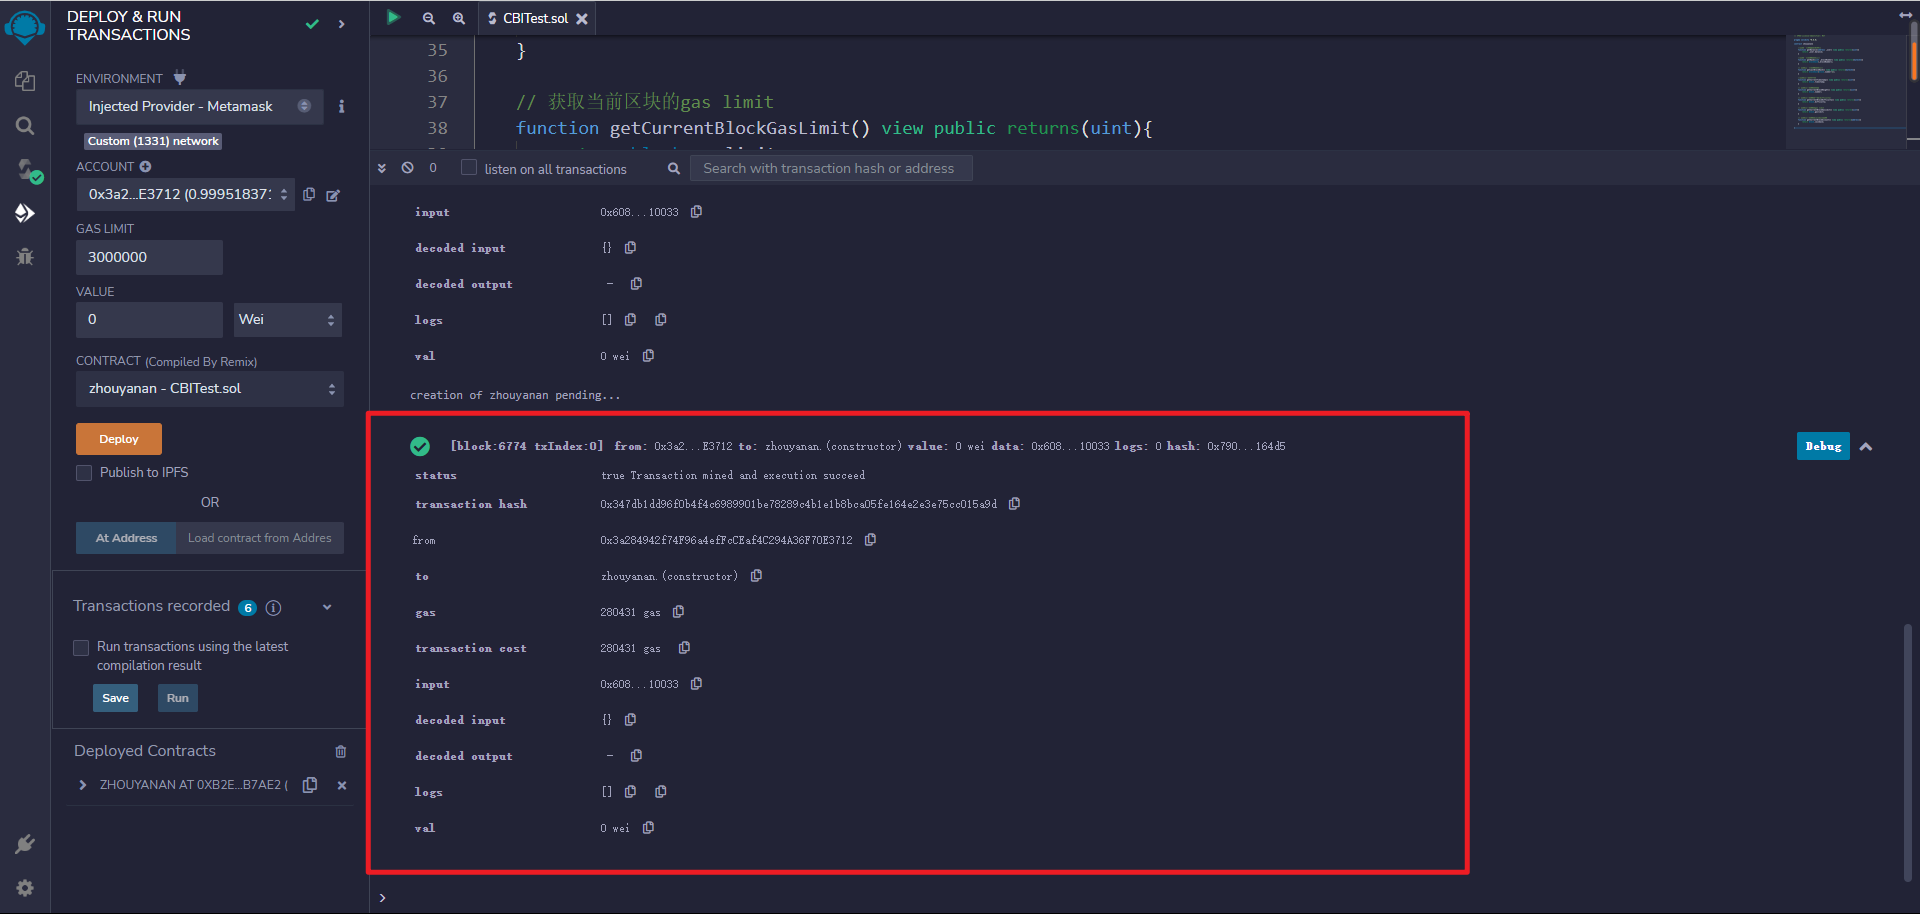 DEPLOY & RUN
TRANSACTIONS
ENVIRONMENT
Injected Provider - Metamask
Custom (1331) network
ACCOUNT
0x3a2...E3712 (0.999518371
GAS LIMIT
3000000
VALUE
0
Wei
CONTRACT (Compiled By Remix)
zhouyanan - CBITest.sol
Deploy
Publish to IPFS
OR
At Address
Load contract from Addres
Transactions recorded 6
Run transactions using the latest
compilation result
Save
Run
Deployed Contracts
ZHOUYANAN AT 0XB2E...B7AE2 (
CBITest.sol
35 }
36
37 // 获取当前区块的gas limit
38 function getCurrentBlockGasLimit() view public returns(uint){
0
listen on all transactions
Search with transaction hash or address
input 0x608...10033
decoded input {}
decoded output -
logs []
val 0 wei
creation of zhouyanan pending...
[block:6774 txIndex:0] from: 0x3a2...E3712 to: zhouyanan.(constructor) value: 0 wei data: 0x608...10033 logs: 0 hash: 0x790...164d5
Debug
status true Transaction mined and execution succeed
transaction hash 0x347db1dd96f0b4f4c6989901be78289c4b1e1b8bca05fe164e2e3e75cc015a9d
from 0x3a284942f74F96a4efFcCEaf4C294A36F70E3712
to zhouyanan.(constructor)
gas 280431 gas
transaction cost 280431 gas
input 0x608...10033
decoded input {}
decoded output -
logs []
val 0 wei
>